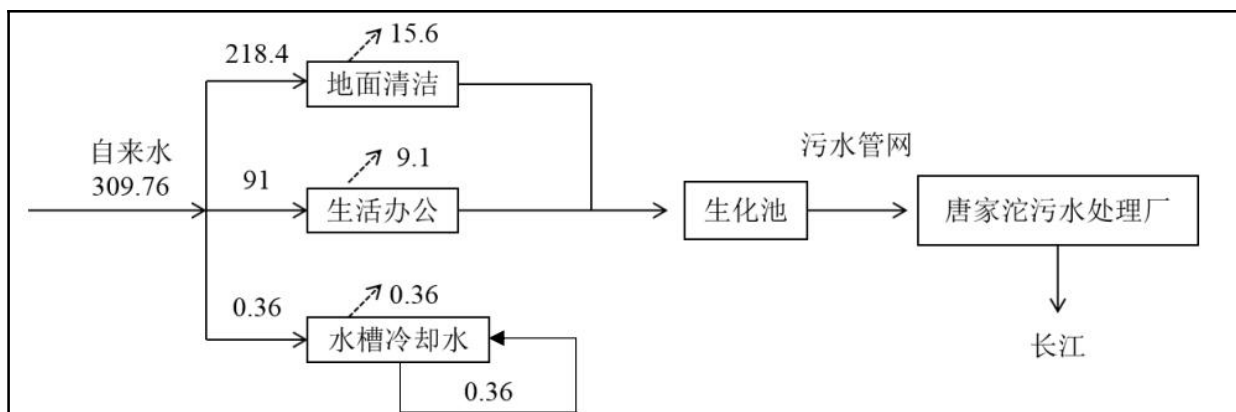 15.6
218.4
地面清洁
自来水
309.76
9.1
91
生活办公
污水管网
生化池
唐家沱污水处理厂
0.36
0.36
水槽冷却水
0.36
长江